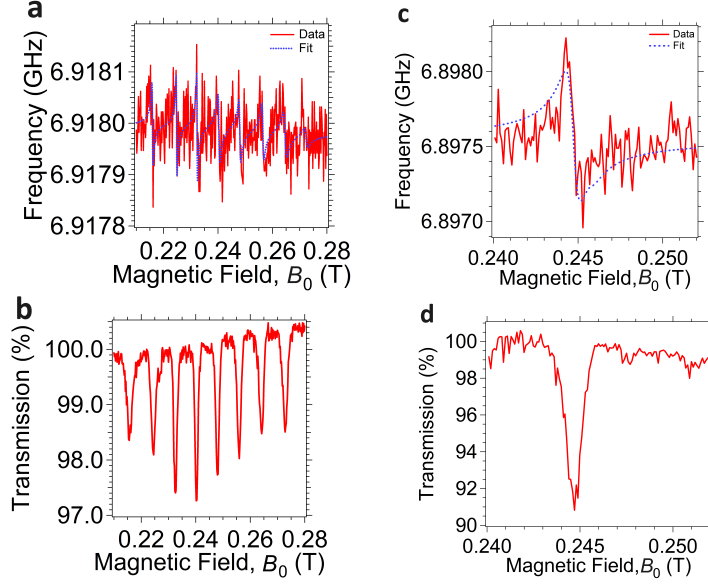 a
Data
Fit
Frequency (GHz)
6.9181
6.9180
6.9179
6.9178
0.22 0.24 0.26 0.28
Magnetic Field, B0 (T)
c
Data
Fit
Frequency (GHz)
6.8980
6.8975
6.8970
0.240 0.245 0.250
Magnetic Field,B0 (T)
b
Transmission (%)
100.0
99.0
98.0
97.0
0.22 0.24 0.26 0.28
Magnetic Field, B0 (T)
d
Transmission (%)
100
98
96
94
92
90
0.240 0.245 0.250
Magnetic Field,B0 (T)